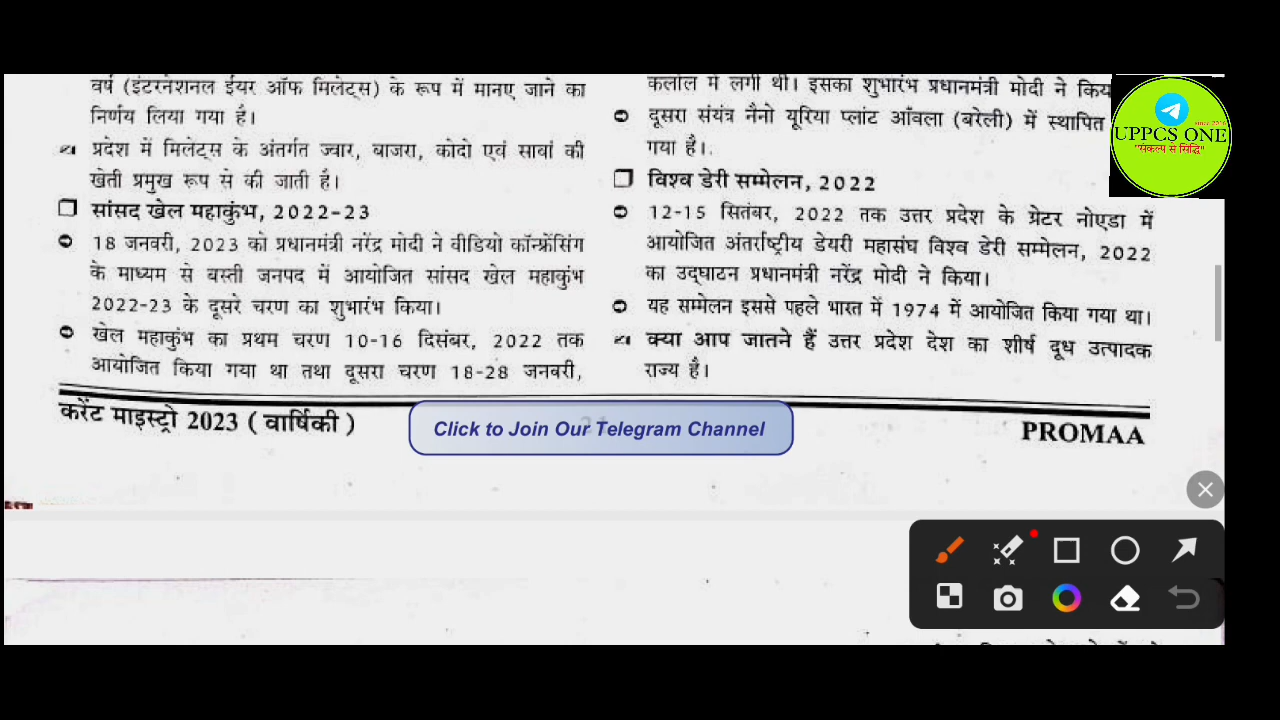 वर्ष (इंटरनेशनल ईयर ऑफ मिलेट्स) के रूप में मानए जाने का
निर्णय लिया गया है।
प्रदेश में मिलेट्स के अंतर्गत ज्वार, बाजरा, कोदो एवं सावां की
खेती प्रमुख रूप से की जाती है।
सांसद खेल महाकुंभ, 2022-23
18 जनवरी, 2023 को प्रधानमंत्री नरेंद्र मोदी ने वीडियो कॉन्फ्रेंसिंग
के माध्यम से बस्ती जनपद में आयोजित सांसद खेल महाकुंभ
2022-23 के दूसरे चरण का शुभारंभ किया।
खेल महाकुंभ का प्रथम चरण 10-16 दिसंबर, 2022 तक
आयोजित किया गया था तथा दूसरा चरण 18-28 जनवरी,
कलोल में लगी थी। इसका शुभारंभ प्रधानमंत्री मोदी ने
दूसरा संयंत्र नैनो यूरिया प्लांट आँवला (बरेली) में स्थापित
गया है।.
विश्व डेरी सम्मेलन, 2022
12-15 सितंबर, 2022 तक उत्तर प्रदेश के ग्रेटर नोएडा में
आयोजित अंतर्राष्ट्रीय डेयरी महासंघ विश्व डेरी सम्मेलन, 2022
का उद्घाटन प्रधानमंत्री नरेंद्र मोदी ने किया।
यह सम्मेलन इससे पहले भारत में 1974 में आयोजित किया गया था।
क्या आप जातने हैं उत्तर प्रदेश देश का शीर्ष दूध उत्पादक
राज्य है।
करेंट माइस्ट्रो 2023 ( वार्षिकी )
Click to Join Our Telegram Channel
PROMAA
UPPCS ONE
"संकल्प से सिद्धि"